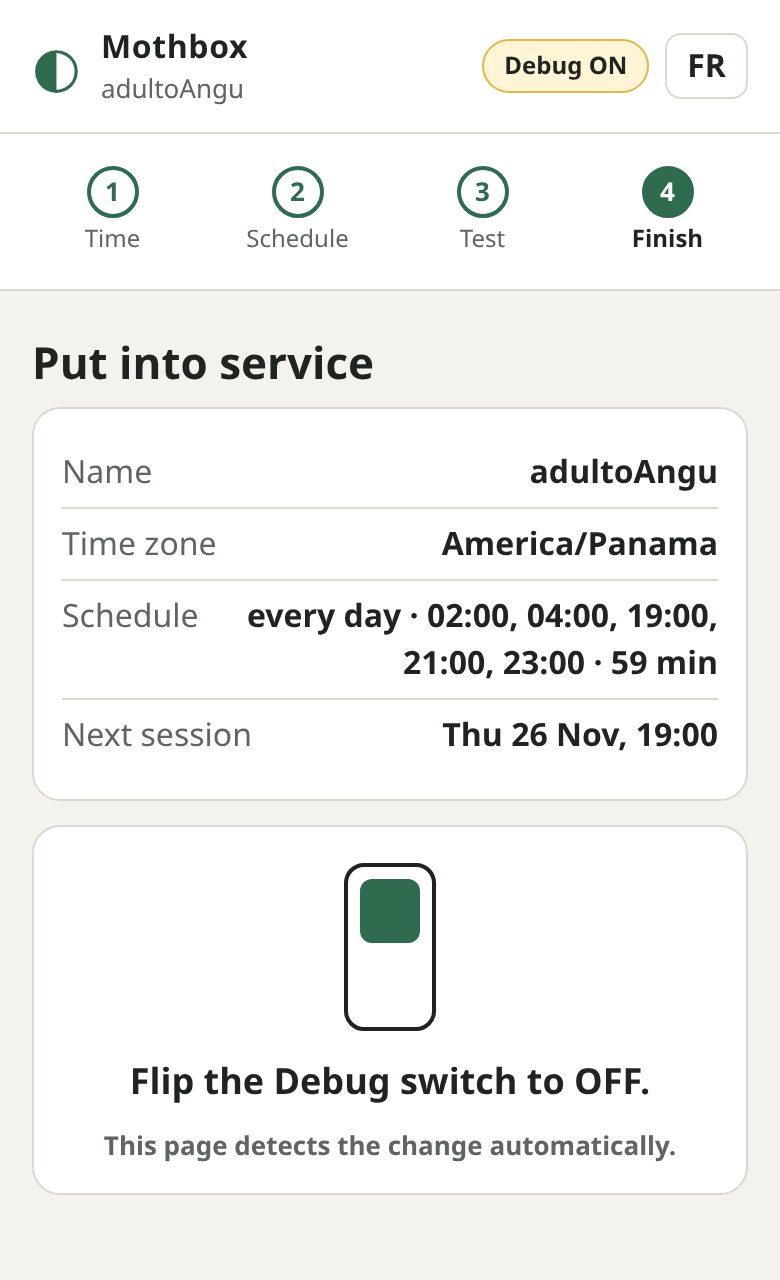 Mothbox
adultoAngu
Debug ON
FR
1
Time
2
Schedule
3
Test
4
Finish
Put into service
Name
adultoAngu
Time zone
America/Panama
Schedule
every day · 02:00, 04:00, 19:00,
21:00, 23:00 · 59 min
Next session
Thu 26 Nov, 19:00
Flip the Debug switch to OFF.
This page detects the change automatically.